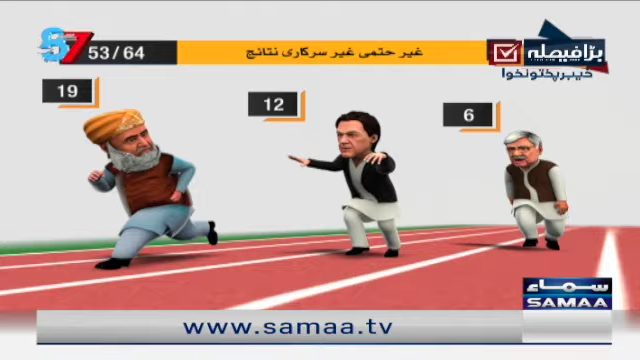 53/64
غیر حتمی غیر سرکاری نتائج
بڑا فیصلہ
خیبر پختونخوا
19
12
6
سماء
SAMAA
www.samaa.tv